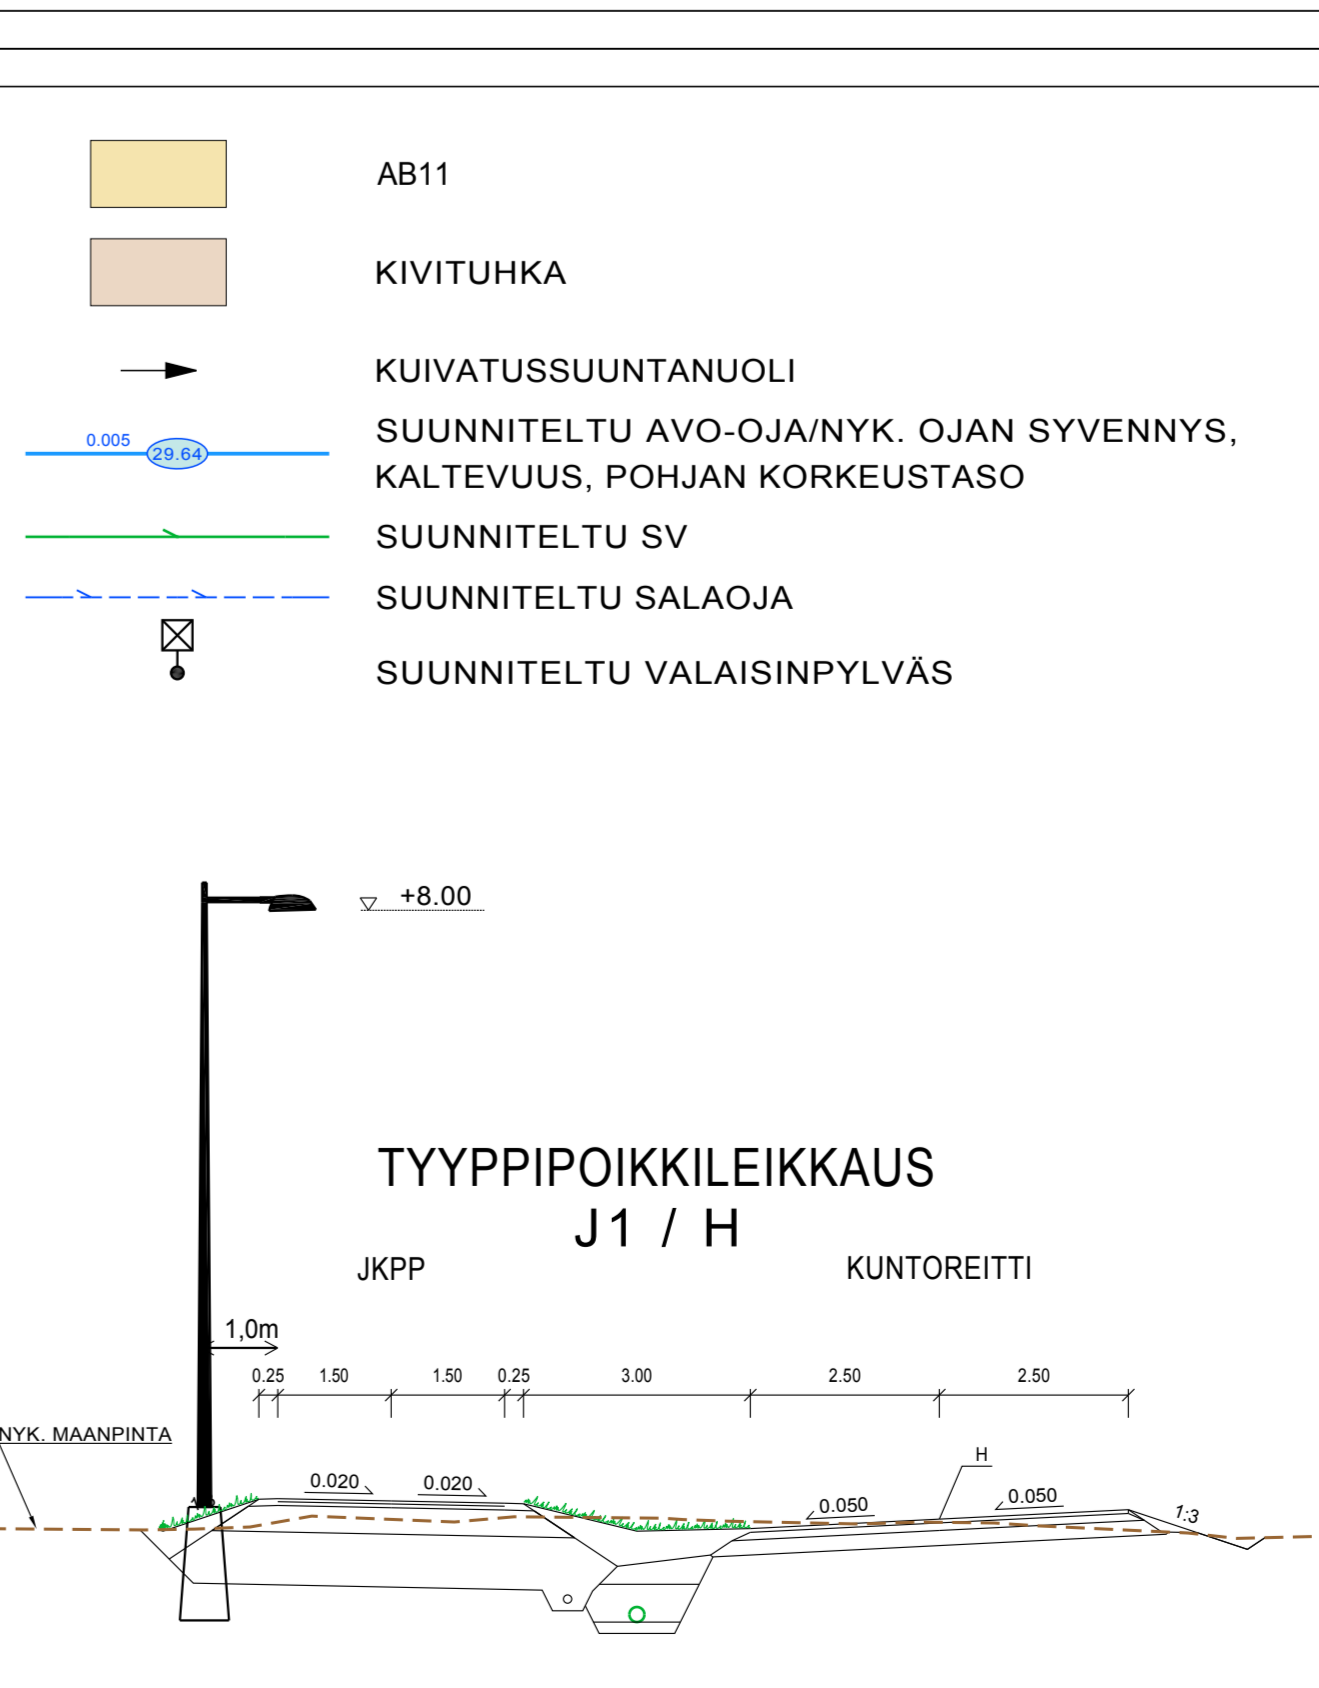 AB11
KIVITUHKA
KUIVATUSSUUNTANUOLI
0.005
29.64
SUUNNITELTU AVO-OJA/NYK. OJAN SYVENNYS,
KALTEVUUS, POHJAN KORKEUSTASO
SUUNNITELTU SV
SUUNNITELTU SALAOJA
SUUNNITELTU VALAISINPYLVÄS
+8.00
TYYPPIPOIKKILEIKKAUS
J1 / H
JKPP
KUNTOREITTI
1,0m
0.25 1.50 1.50 0.25 3.00 2.50 2.50
NYK. MAANPINTA
H
0.020 0.020 0.050 0.050
1:3